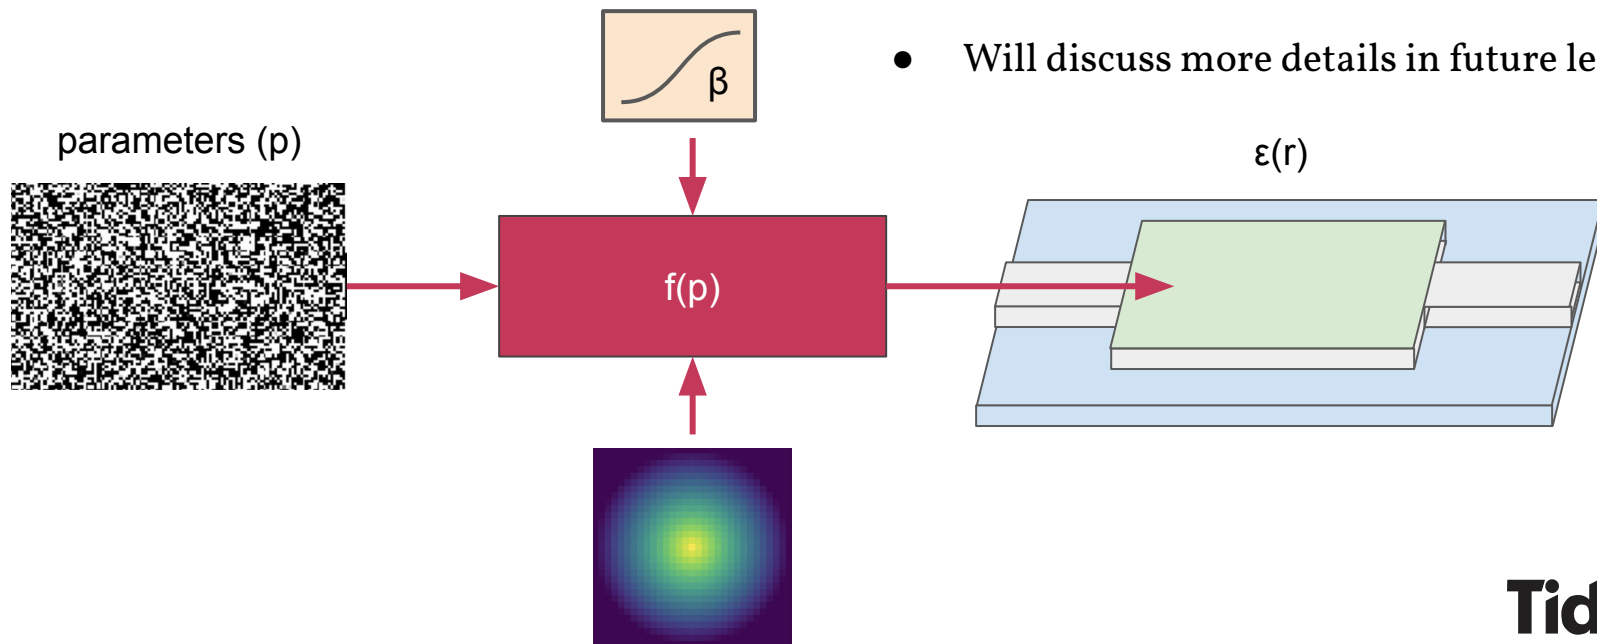 β
● Will discuss more details in future le
parameters (p)
ε(r)
f(p)
Tid